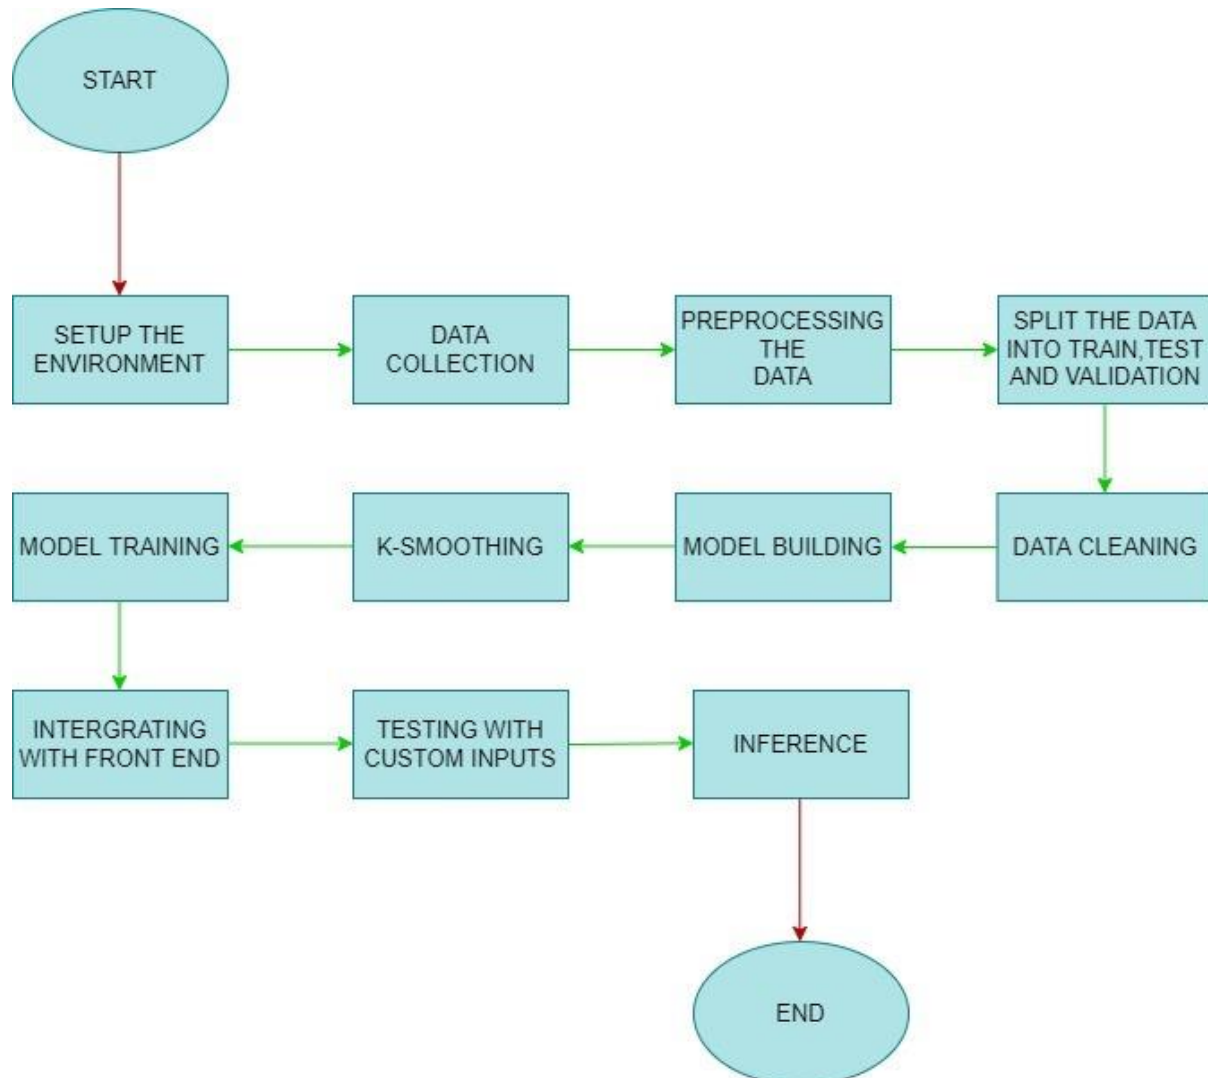 START
SETUP THE
ENVIRONMENT
DATA
COLLECTION
PREPROCESSING
THE
DATA
SPLIT THE DATA
INTO TRAIN,TEST
AND VALIDATION
DATA CLEANING
MODEL BUILDING
K-SMOOTHING
MODEL TRAINING
INTERGRATING
WITH FRONT END
TESTING WITH
CUSTOM INPUTS
INFERENCE
END